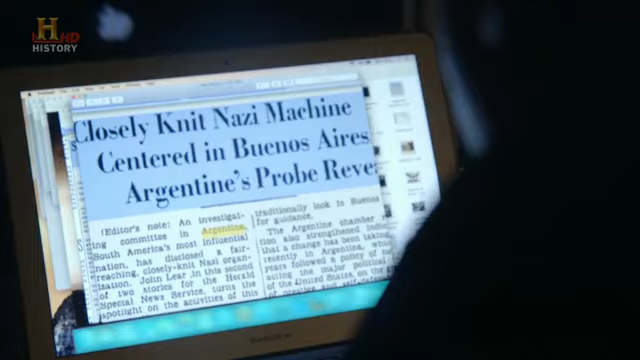 H HD
HISTORY
Closely Knit Nazi Machine
Centered in Buenos Aires
Argentine's Probe Revea
(Editor's note: An investigat-
ing committee in Argentina,
South America's most influential
nation, has disclosed a far-
reaching, closely-knit Nazi organ-
ization. John Lear, in this second
of two stories for the Herald
Special News Service, turns the
spotlight on the activities of this
traditionally look to Buenos
for guidance.
The Argentine chamber
tion also strengthened indic
that a change has been taking
recently in Argentina, which
years followed a policy of
acting the major political
of the United States, on the